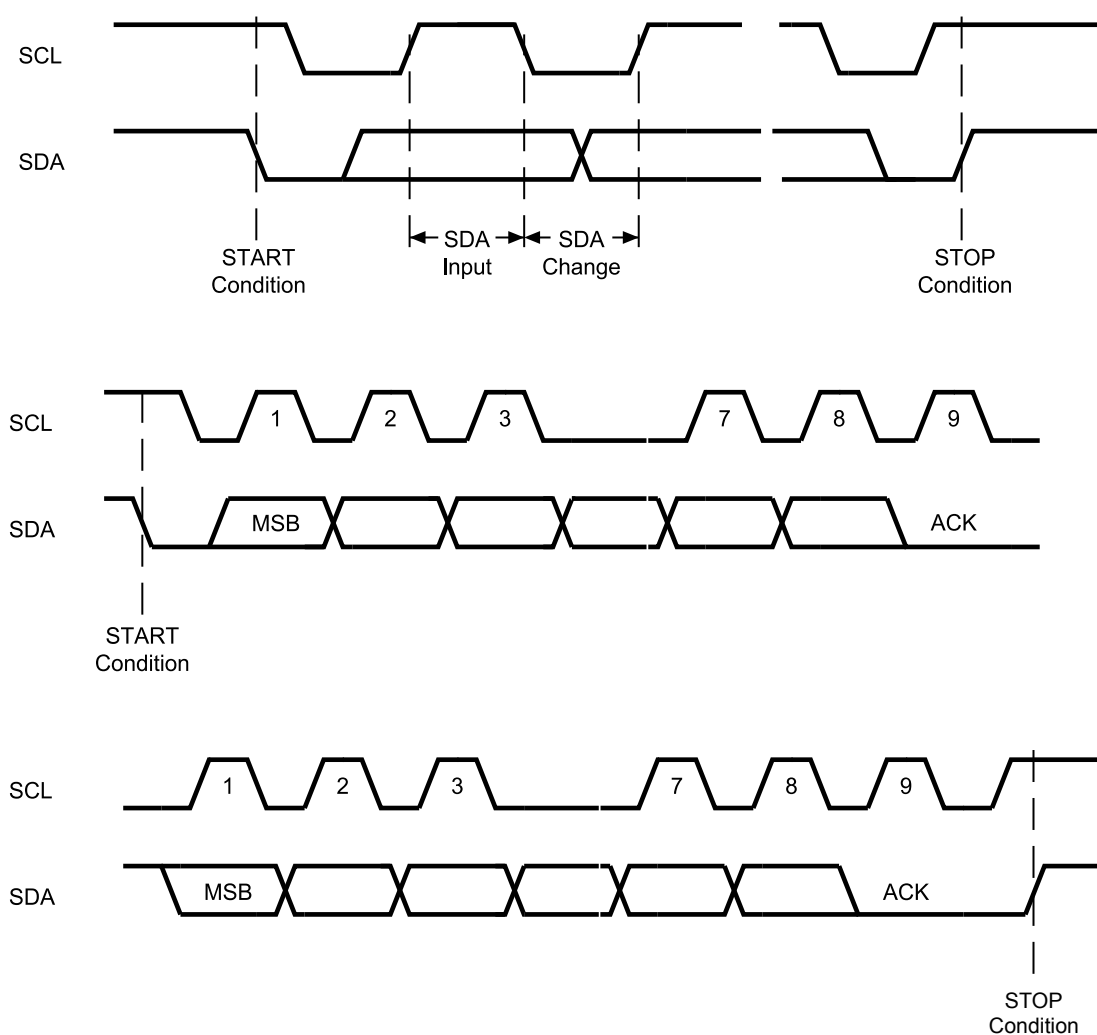 SCL
SDA
SDA
Input
SDA
Change
START
Condition
STOP
Condition
SCL
1 2 3 7 8 9
SDA
MSB ACK
START
Condition
SCL
1 2 3 7 8 9
SDA
MSB ACK
STOP
Condition